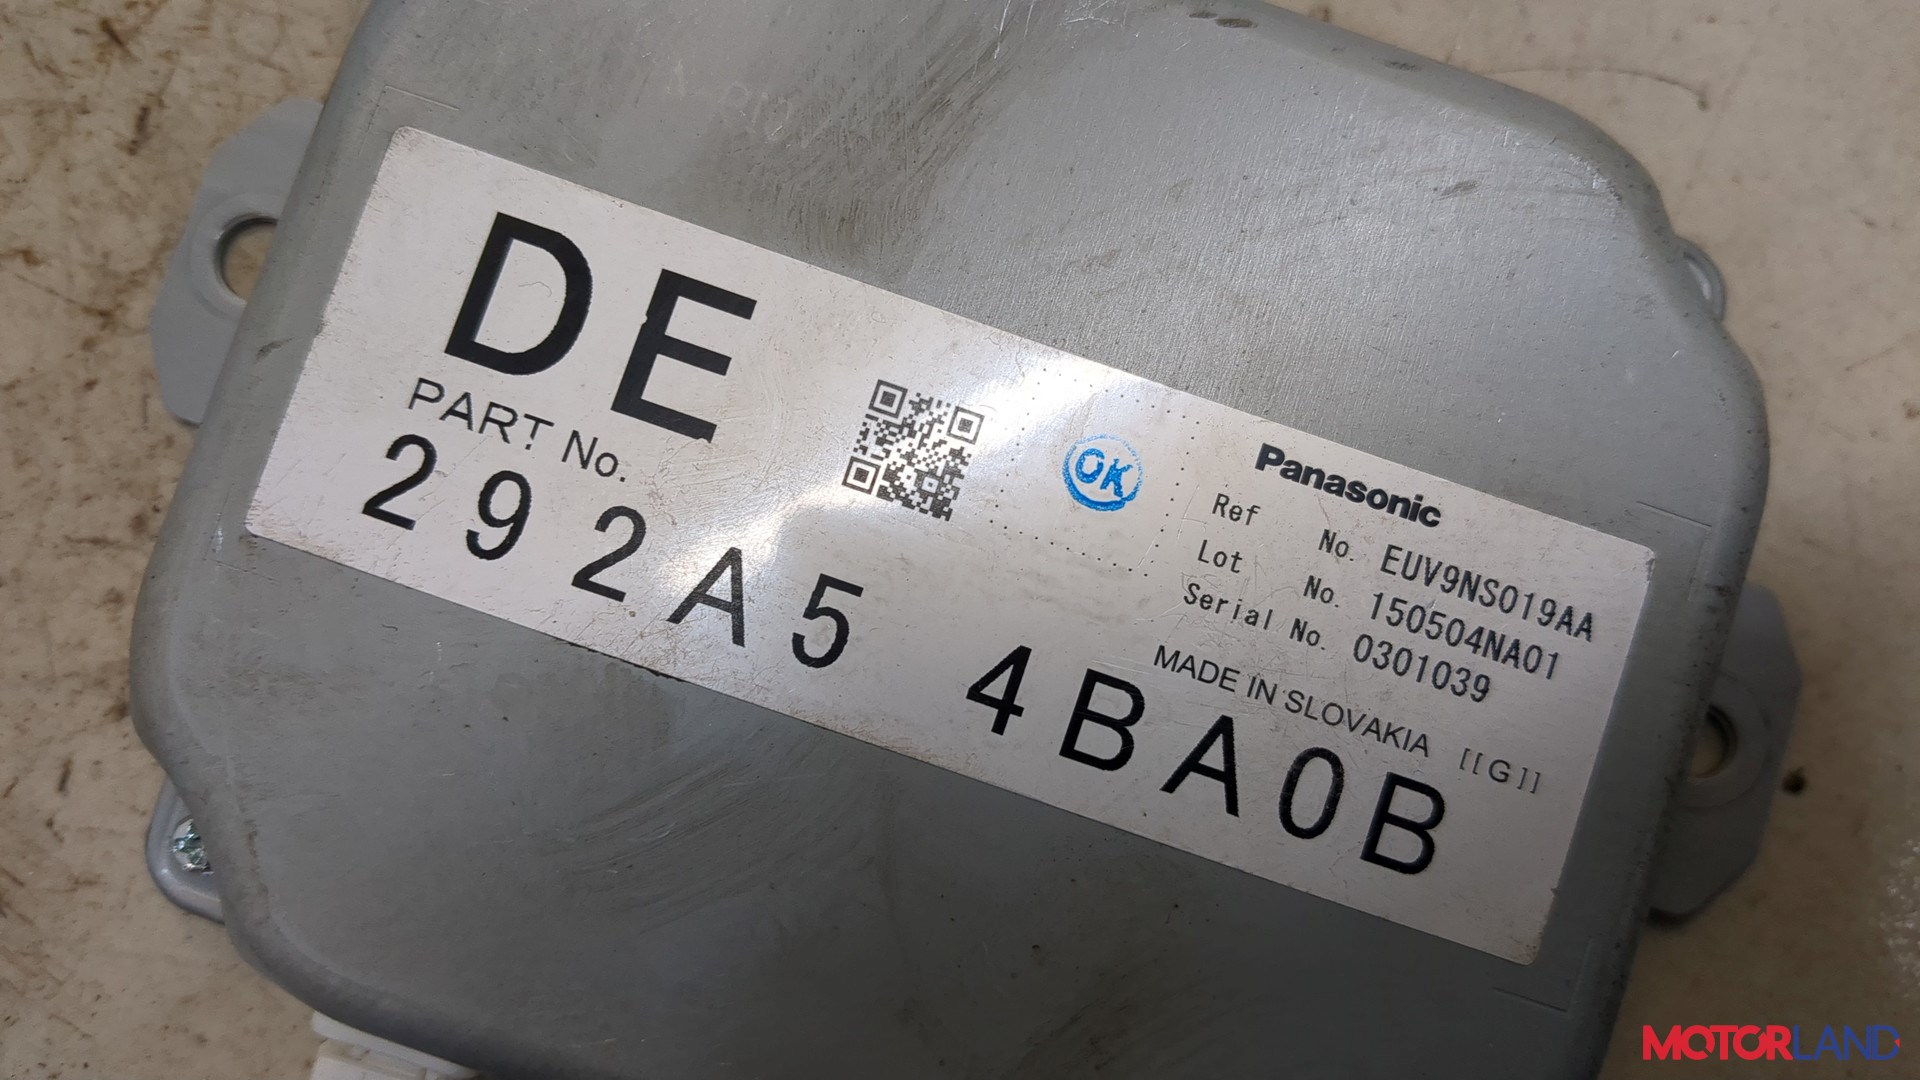 DE
PART No.
292A5 4BA0B
OK
Panasonic
Ref No. EUV9NS019AA
Lot No. 150504NA01
Serial No. 0301039
MADE IN SLOVAKIA [[G]]
MOTORLAND